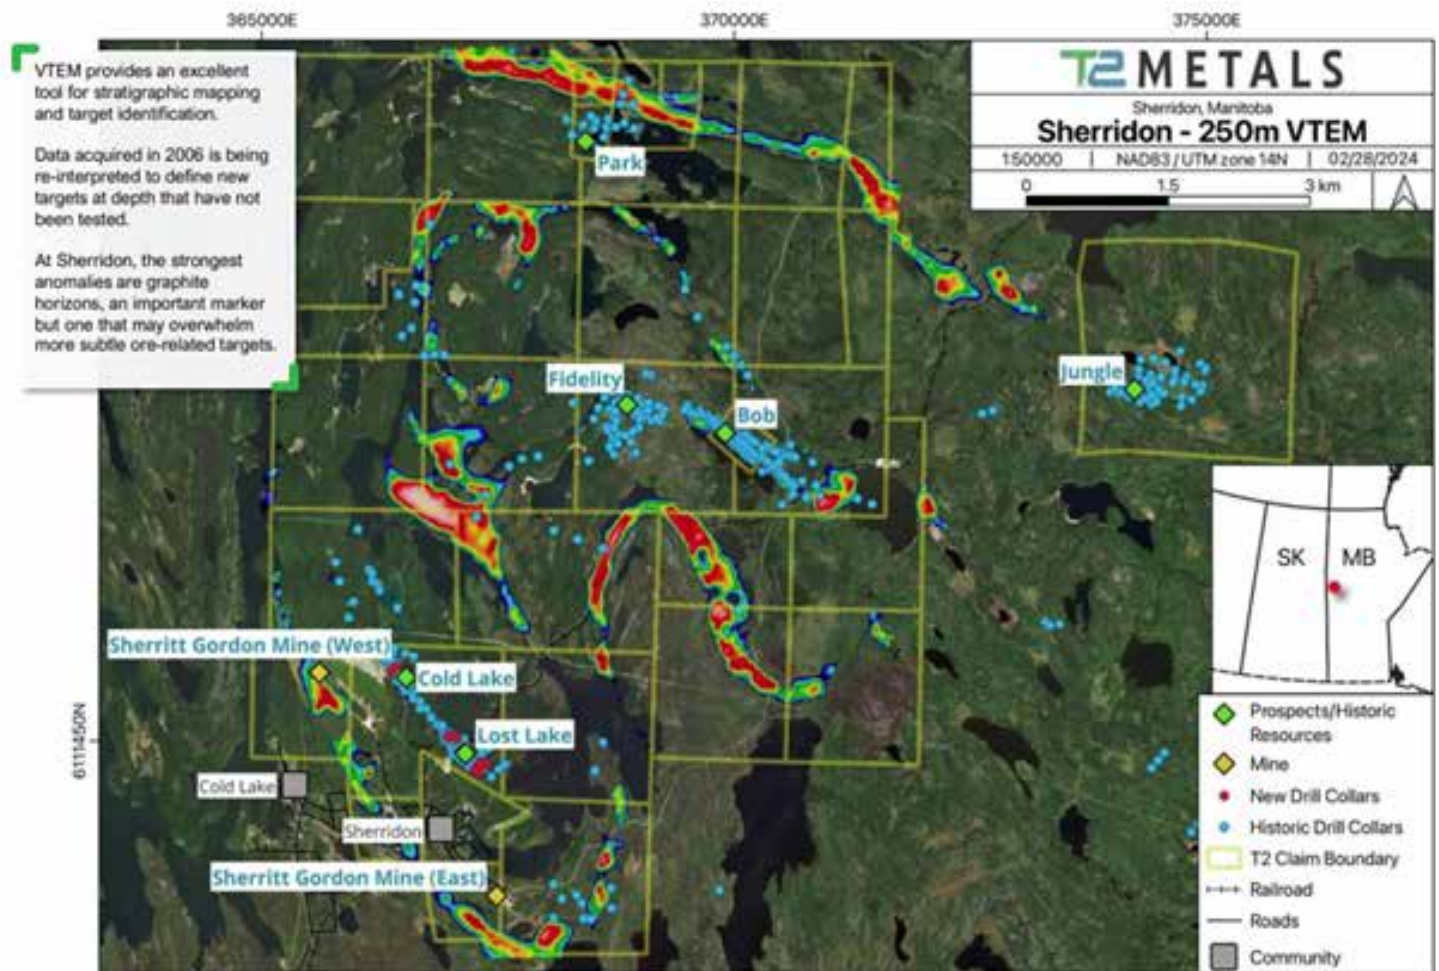 365000E
370000E
375000E
VTEM provides an excellent
tool for stratigraphic mapping
and target identification.
Data acquired in 2006 is being
re-interpreted to define new
targets at depth that have not
been tested.
At Sherridon, the strongest
anomalies are graphite
horizons, an important marker
but one that may overwhelm
more subtle ore-related targets.
T2 METALS
Sherridon, Manitoba
Sherridon - 250m VTEM
1:50000 | NAD83 / UTM zone 14N | 02/28/2024
0 1.5 3 km
Park
Fidelity
Bob
Jungle
Sherritt Gordon Mine (West)
Cold Lake
Lost Lake
Cold Lake
Sherridon
Sherritt Gordon Mine (East)
6111450N
SK
MB
Prospects/Historic
Resources
Mine
New Drill Collars
Historic Drill Collars
T2 Claim Boundary
Railroad
Roads
Community